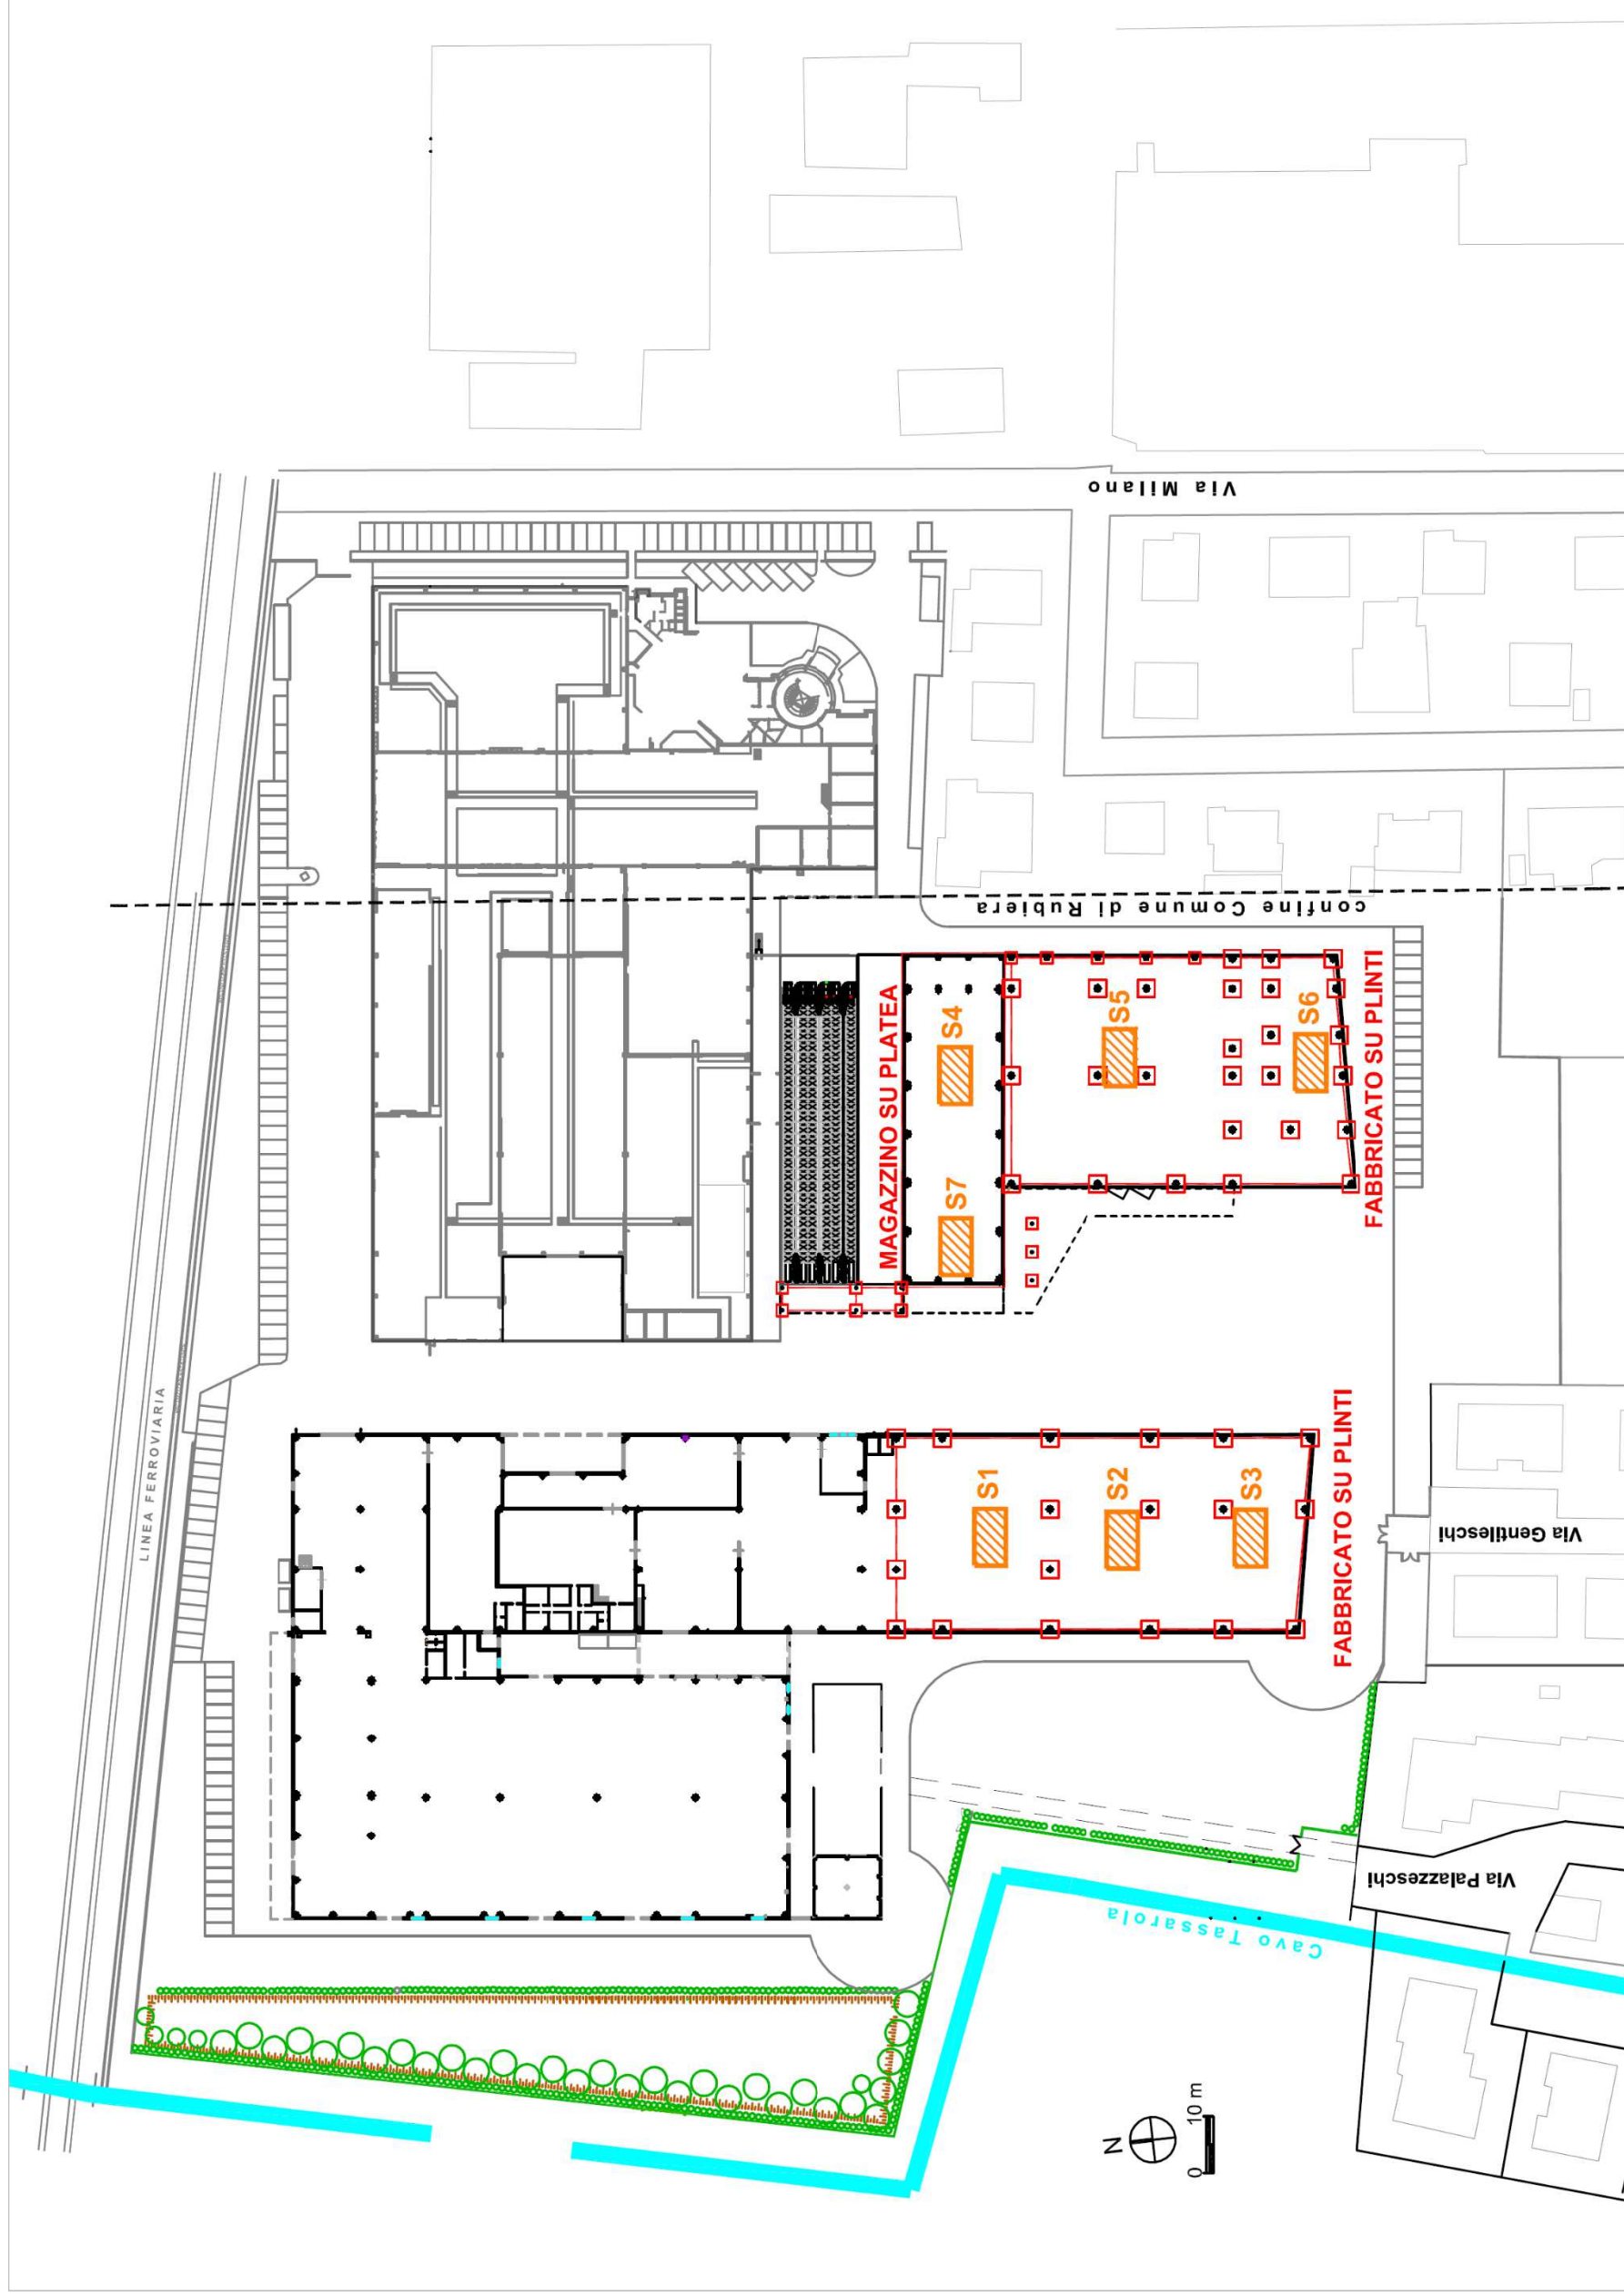 LINEA FERROVIARIA
Via Milano
confine Comune di Rubiera
MAGAZZINO SU PLATEA
S4
S7
S5
S6
FABBRICATO SU PLINTI
S1
S2
S3
FABBRICATO SU PLINTI
Via Gentileschi
Via Palazzeschi
Cavo Tassarola
N
0 10 m